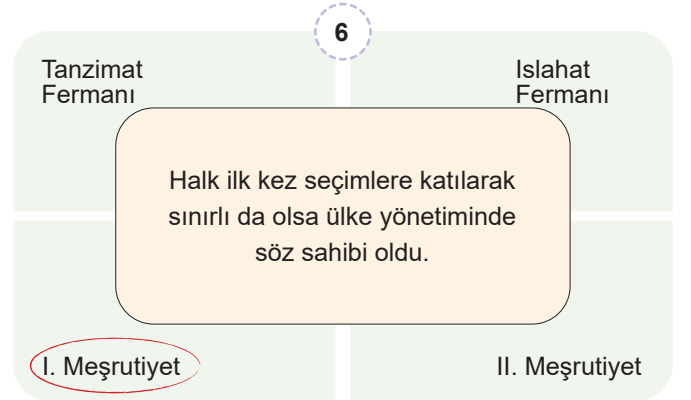 6
Tanzimat
Fermanı
Islahat
Fermanı
Halk ilk kez seçimlere katılarak
sınırlı da olsa ülke yönetiminde
söz sahibi oldu.
I. Meşrutiyet
II. Meşrutiyet